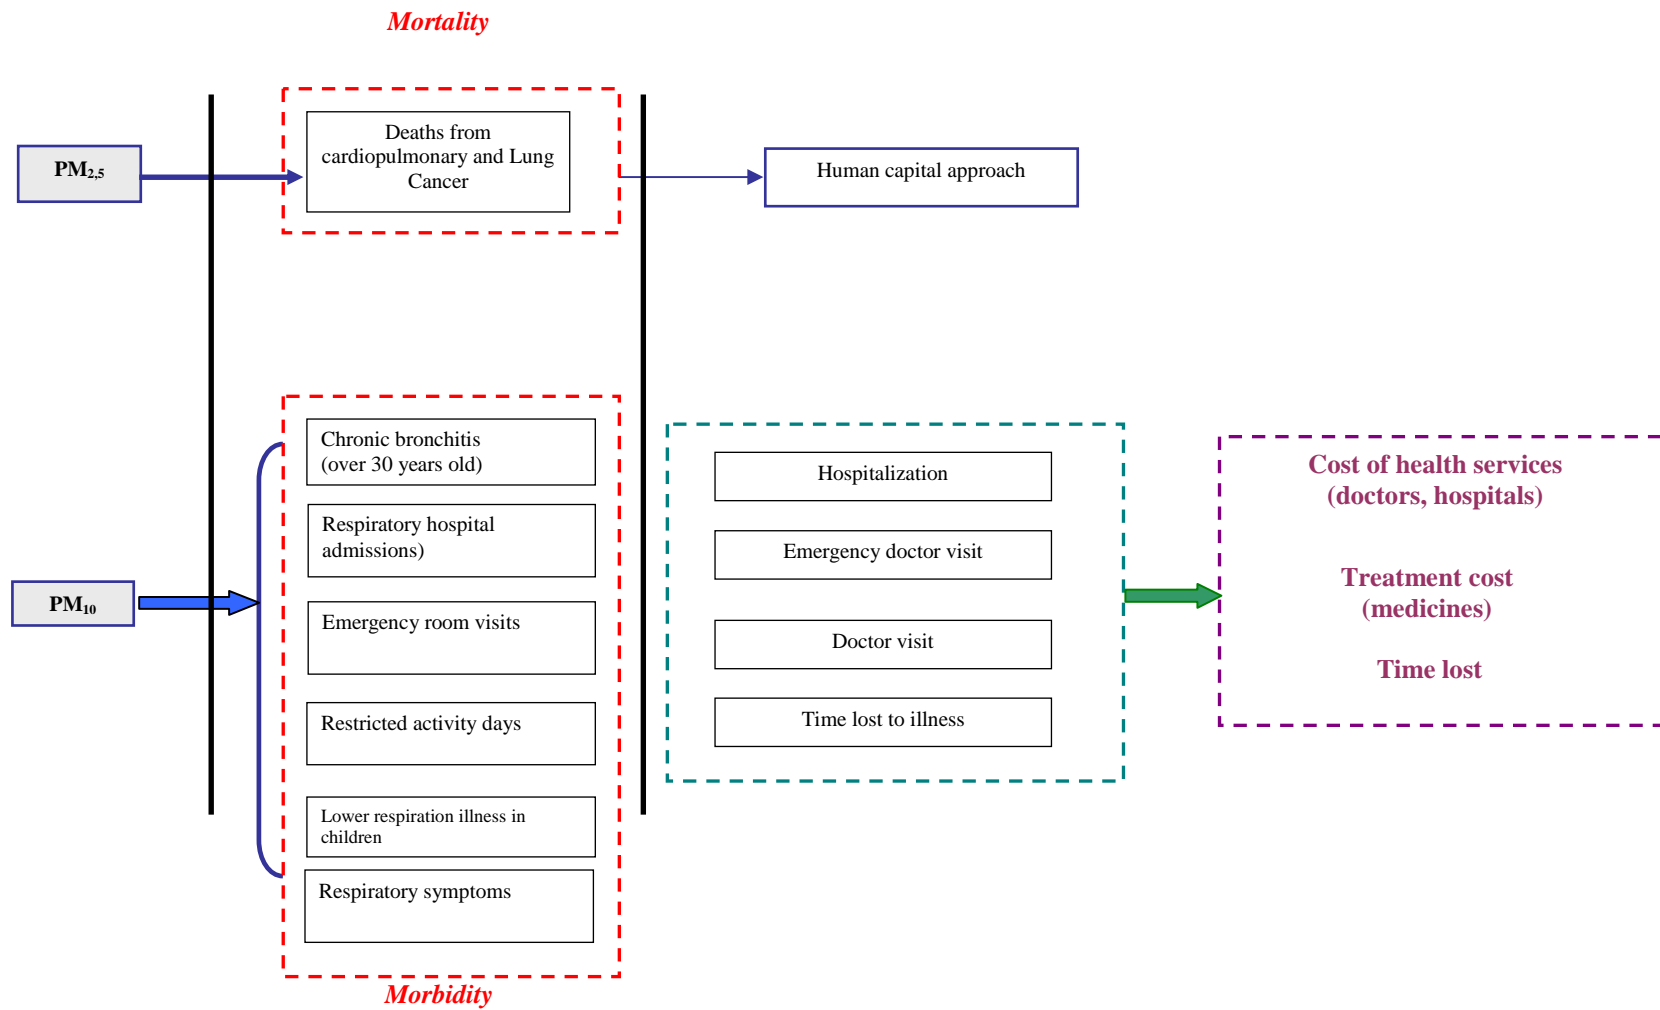 Mortality
PM2,5
Deaths from
cardiopulmonary and Lung
Cancer
Human capital approach
PM10
Chronic bronchitis
(over 30 years old)
Respiratory hospital
admissions)
Emergency room visits
Restricted activity days
Lower respiration illness in
children
Respiratory symptoms
Morbidity
Hospitalization
Emergency doctor visit
Doctor visit
Time lost to illness
Cost of health services
(doctors, hospitals)
Treatment cost
(medicines)
Time lost